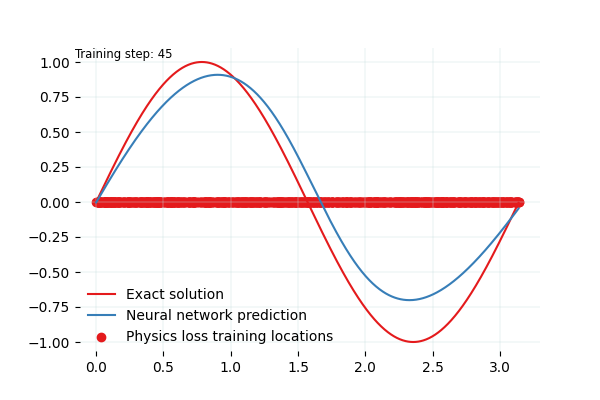 Training step: 45
1.00
0.75
0.50
0.25
0.00
−0.25
−0.50
−0.75
−1.00
Exact solution
Neural network prediction
Physics loss training locations
0.0 0.5 1.0 1.5 2.0 2.5 3.0